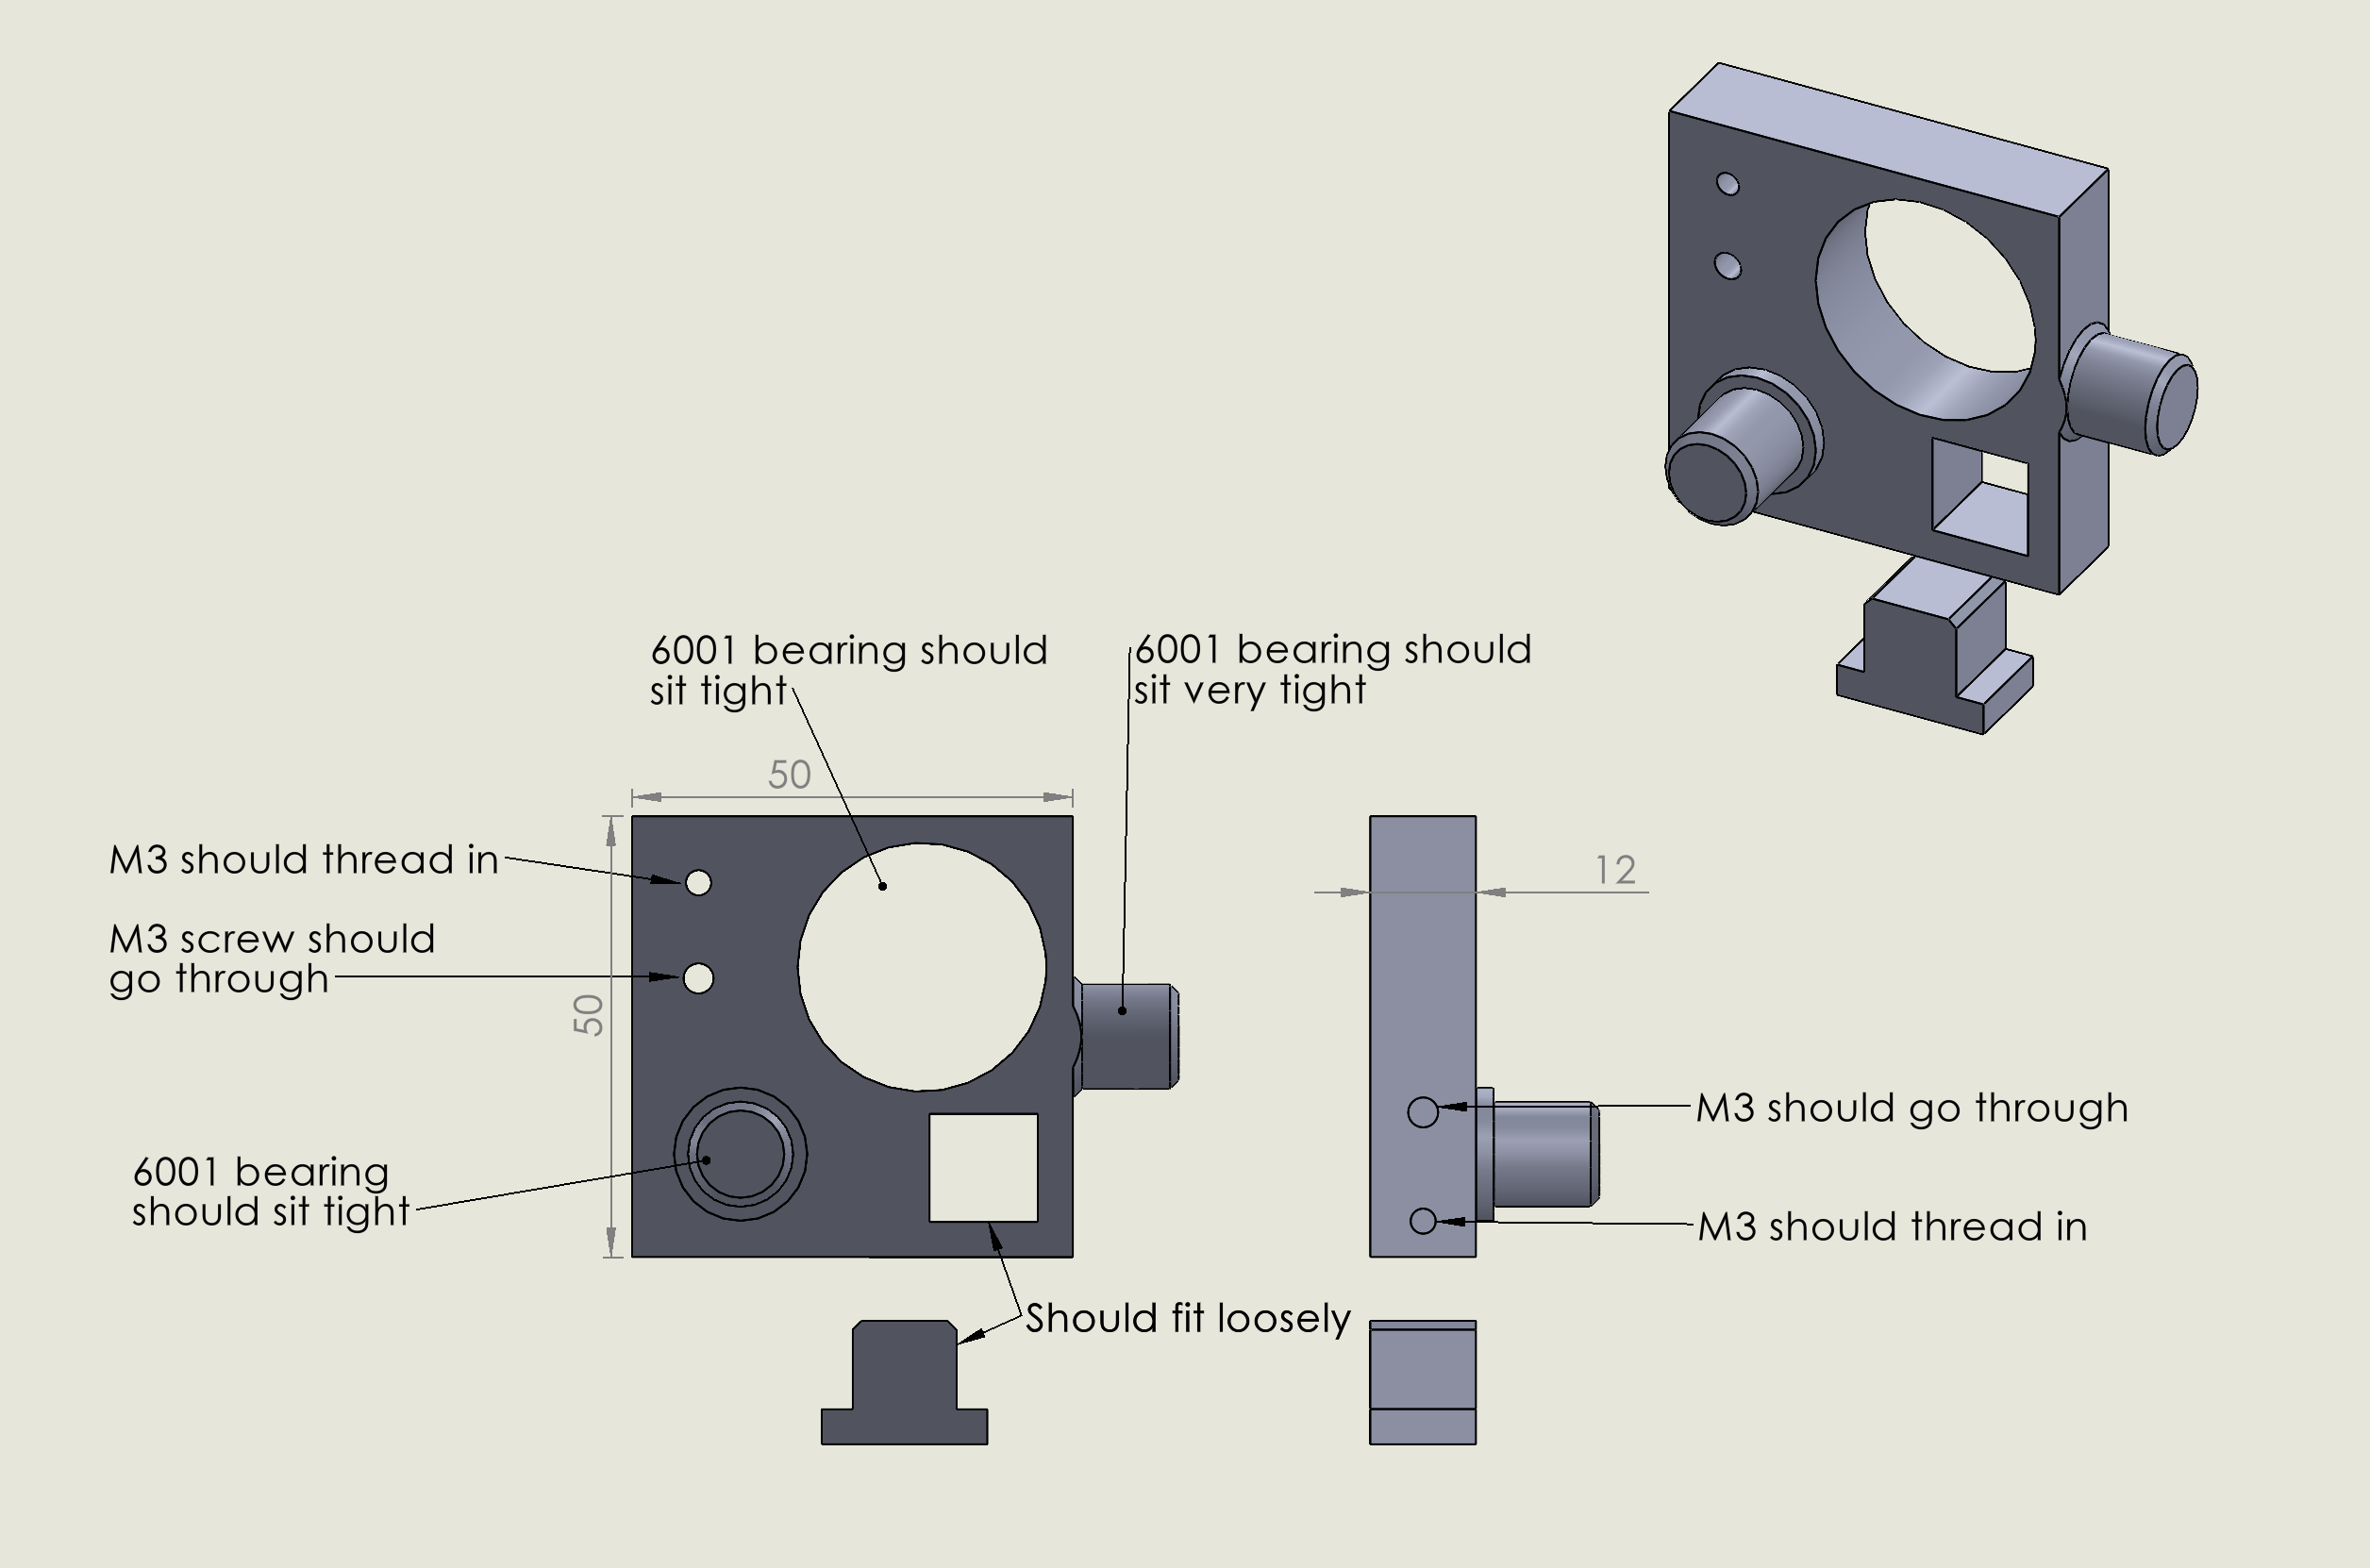 6001 bearing should
sit tight
6001 bearing should
sit very tight
50
M3 should thread in
12
M3 screw should
go through
50
M3 should go through
6001 bearing
should sit tight
M3 should thread in
Should fit loosely